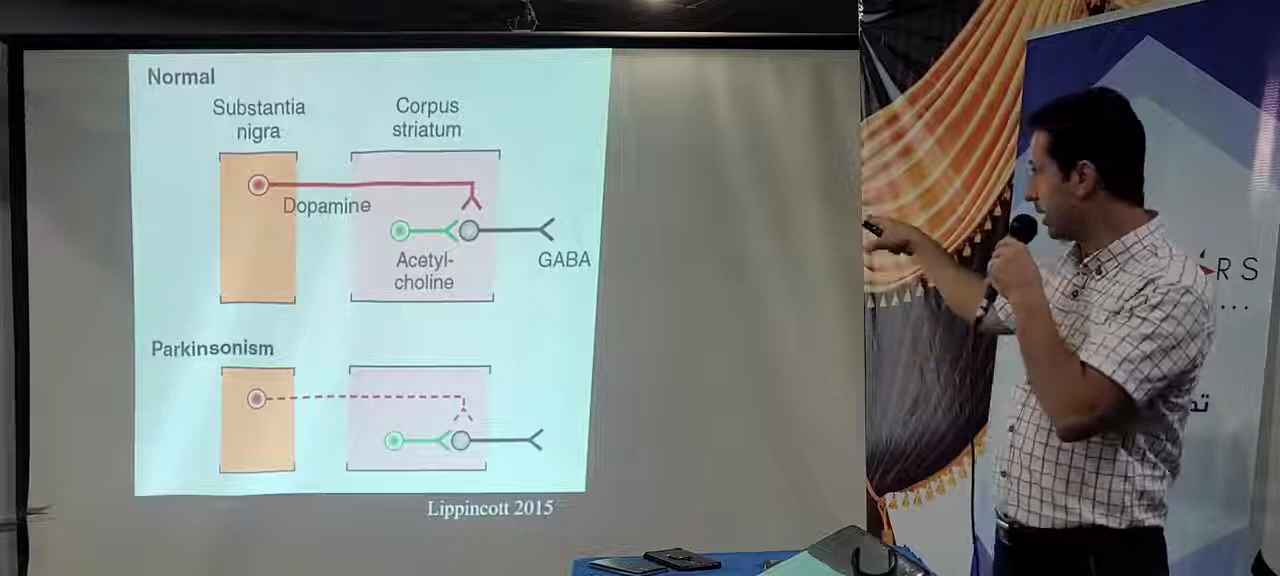 Normal
Substantia
nigra
Corpus
striatum
Dopamine
Acetyl-
choline
GABA
Parkinsonism
Lippincott 2015
RS
...